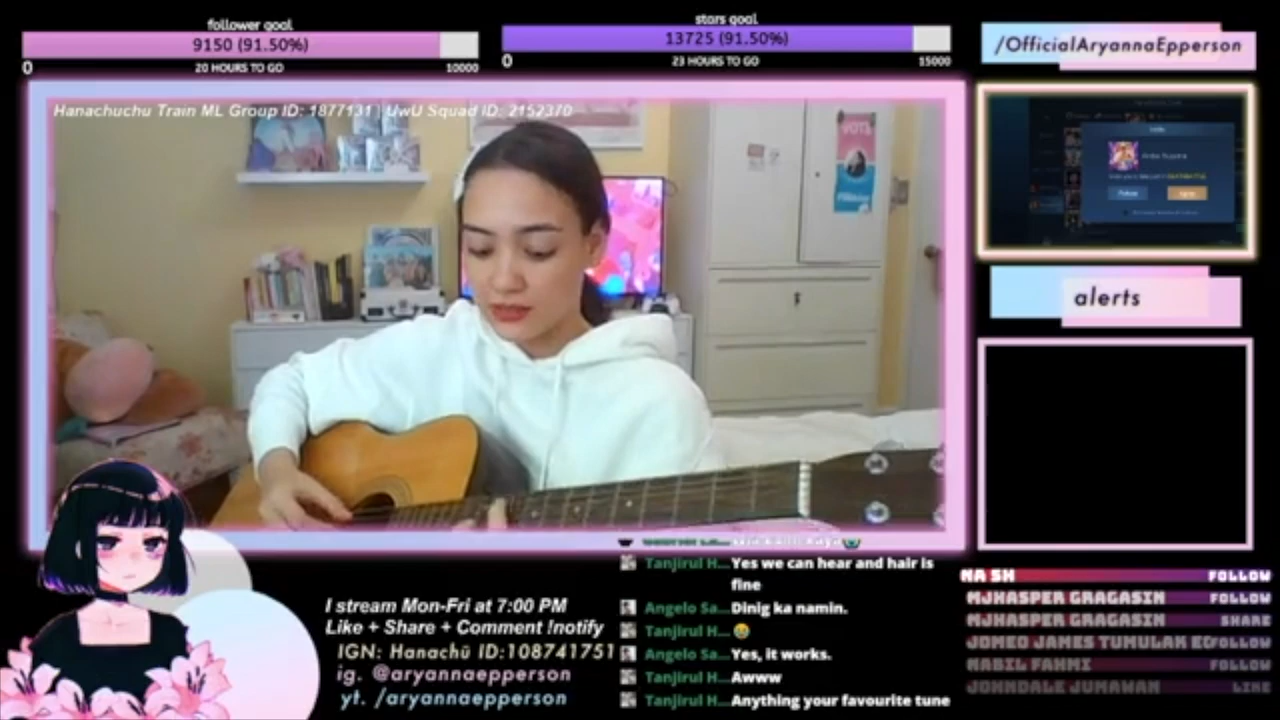 follower goal
9150 (91.50%)
0
20 HOURS TO GO
10000
stars goal
13725 (91.50%)
0
23 HOURS TO GO
15000
/OfficialAryannaEpperson
Hanachuchu Train ML Group ID: 1877131 | UwU Squad ID: 2152370
VOTE
alerts
Tanjirul H... Yes we can hear and hair is
fine
Angelo Sa... Dinig ka namin.
Tanjirul H... 😭
Angelo Sa... Yes, it works.
Tanjirul H... Awww
Tanjirul H... Anything your favourite tune
I stream Mon-Fri at 7:00 PM
Like + Share + Comment !notify
IGN: Hanachū ID:108741751
ig. @aryannaepperson
yt. /aryannaepperson
NA SH FOLLOW
MJHASPER GRAGASIN FOLLOW
MJHASPER GRAGASIN SHARE
JOMEO JAMES TUMULAK EC FOLLOW
NABIL FAHMI FOLLOW
JOHNDALE JUMAWAN LIKE